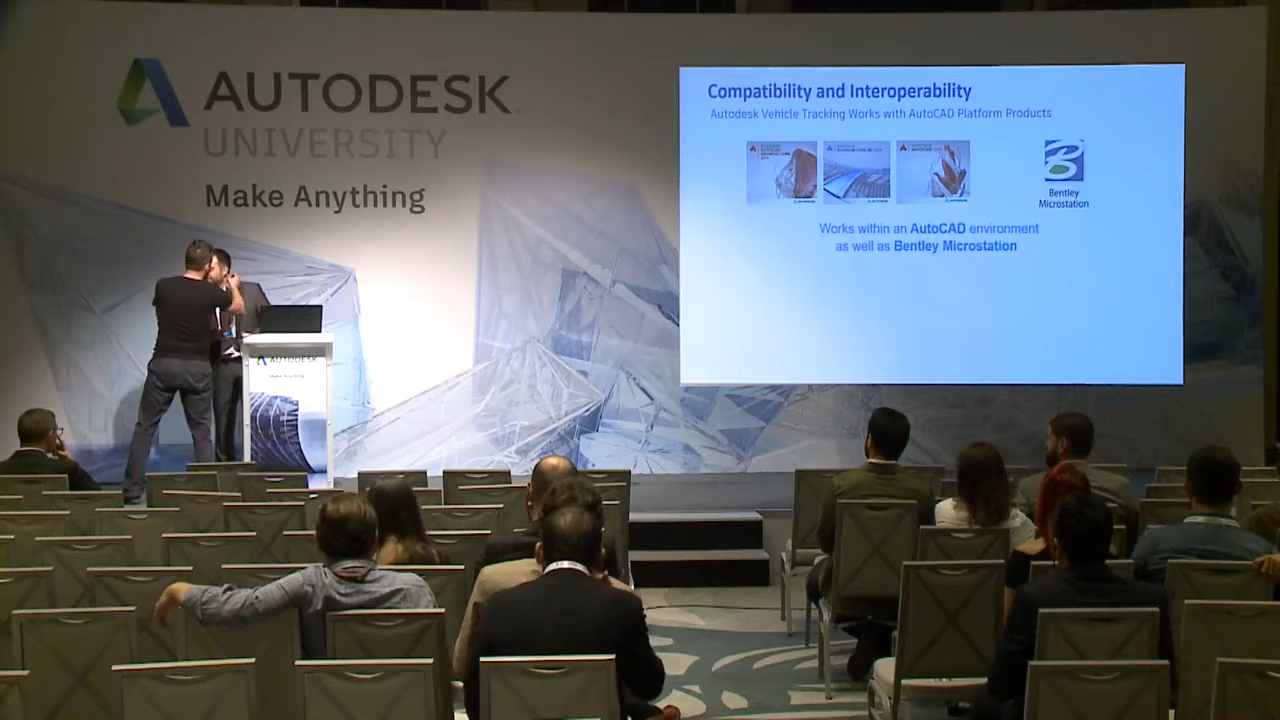 AUTODESK
UNIVERSITY
Make Anything
Compatibility and Interoperability
Autodesk Vehicle Tracking Works with AutoCAD Platform Products
Bentley
Microstation
Works within an AutoCAD environment
as well as Bentley Microstation
AUTODESK
Make Anything